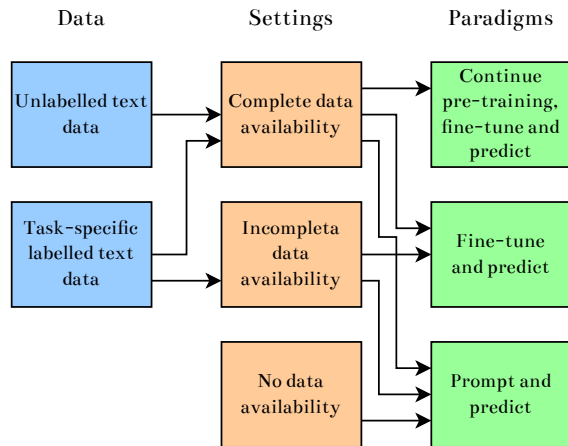 Data
Settings
Paradigms
Unlabelled text
data
Complete data
availability
Continue
pre-training,
fine-tune and
predict
Task-specific
labelled text
data
Incompleta
data
availability
Fine-tune
and predict
No data
availability
Prompt and
predict